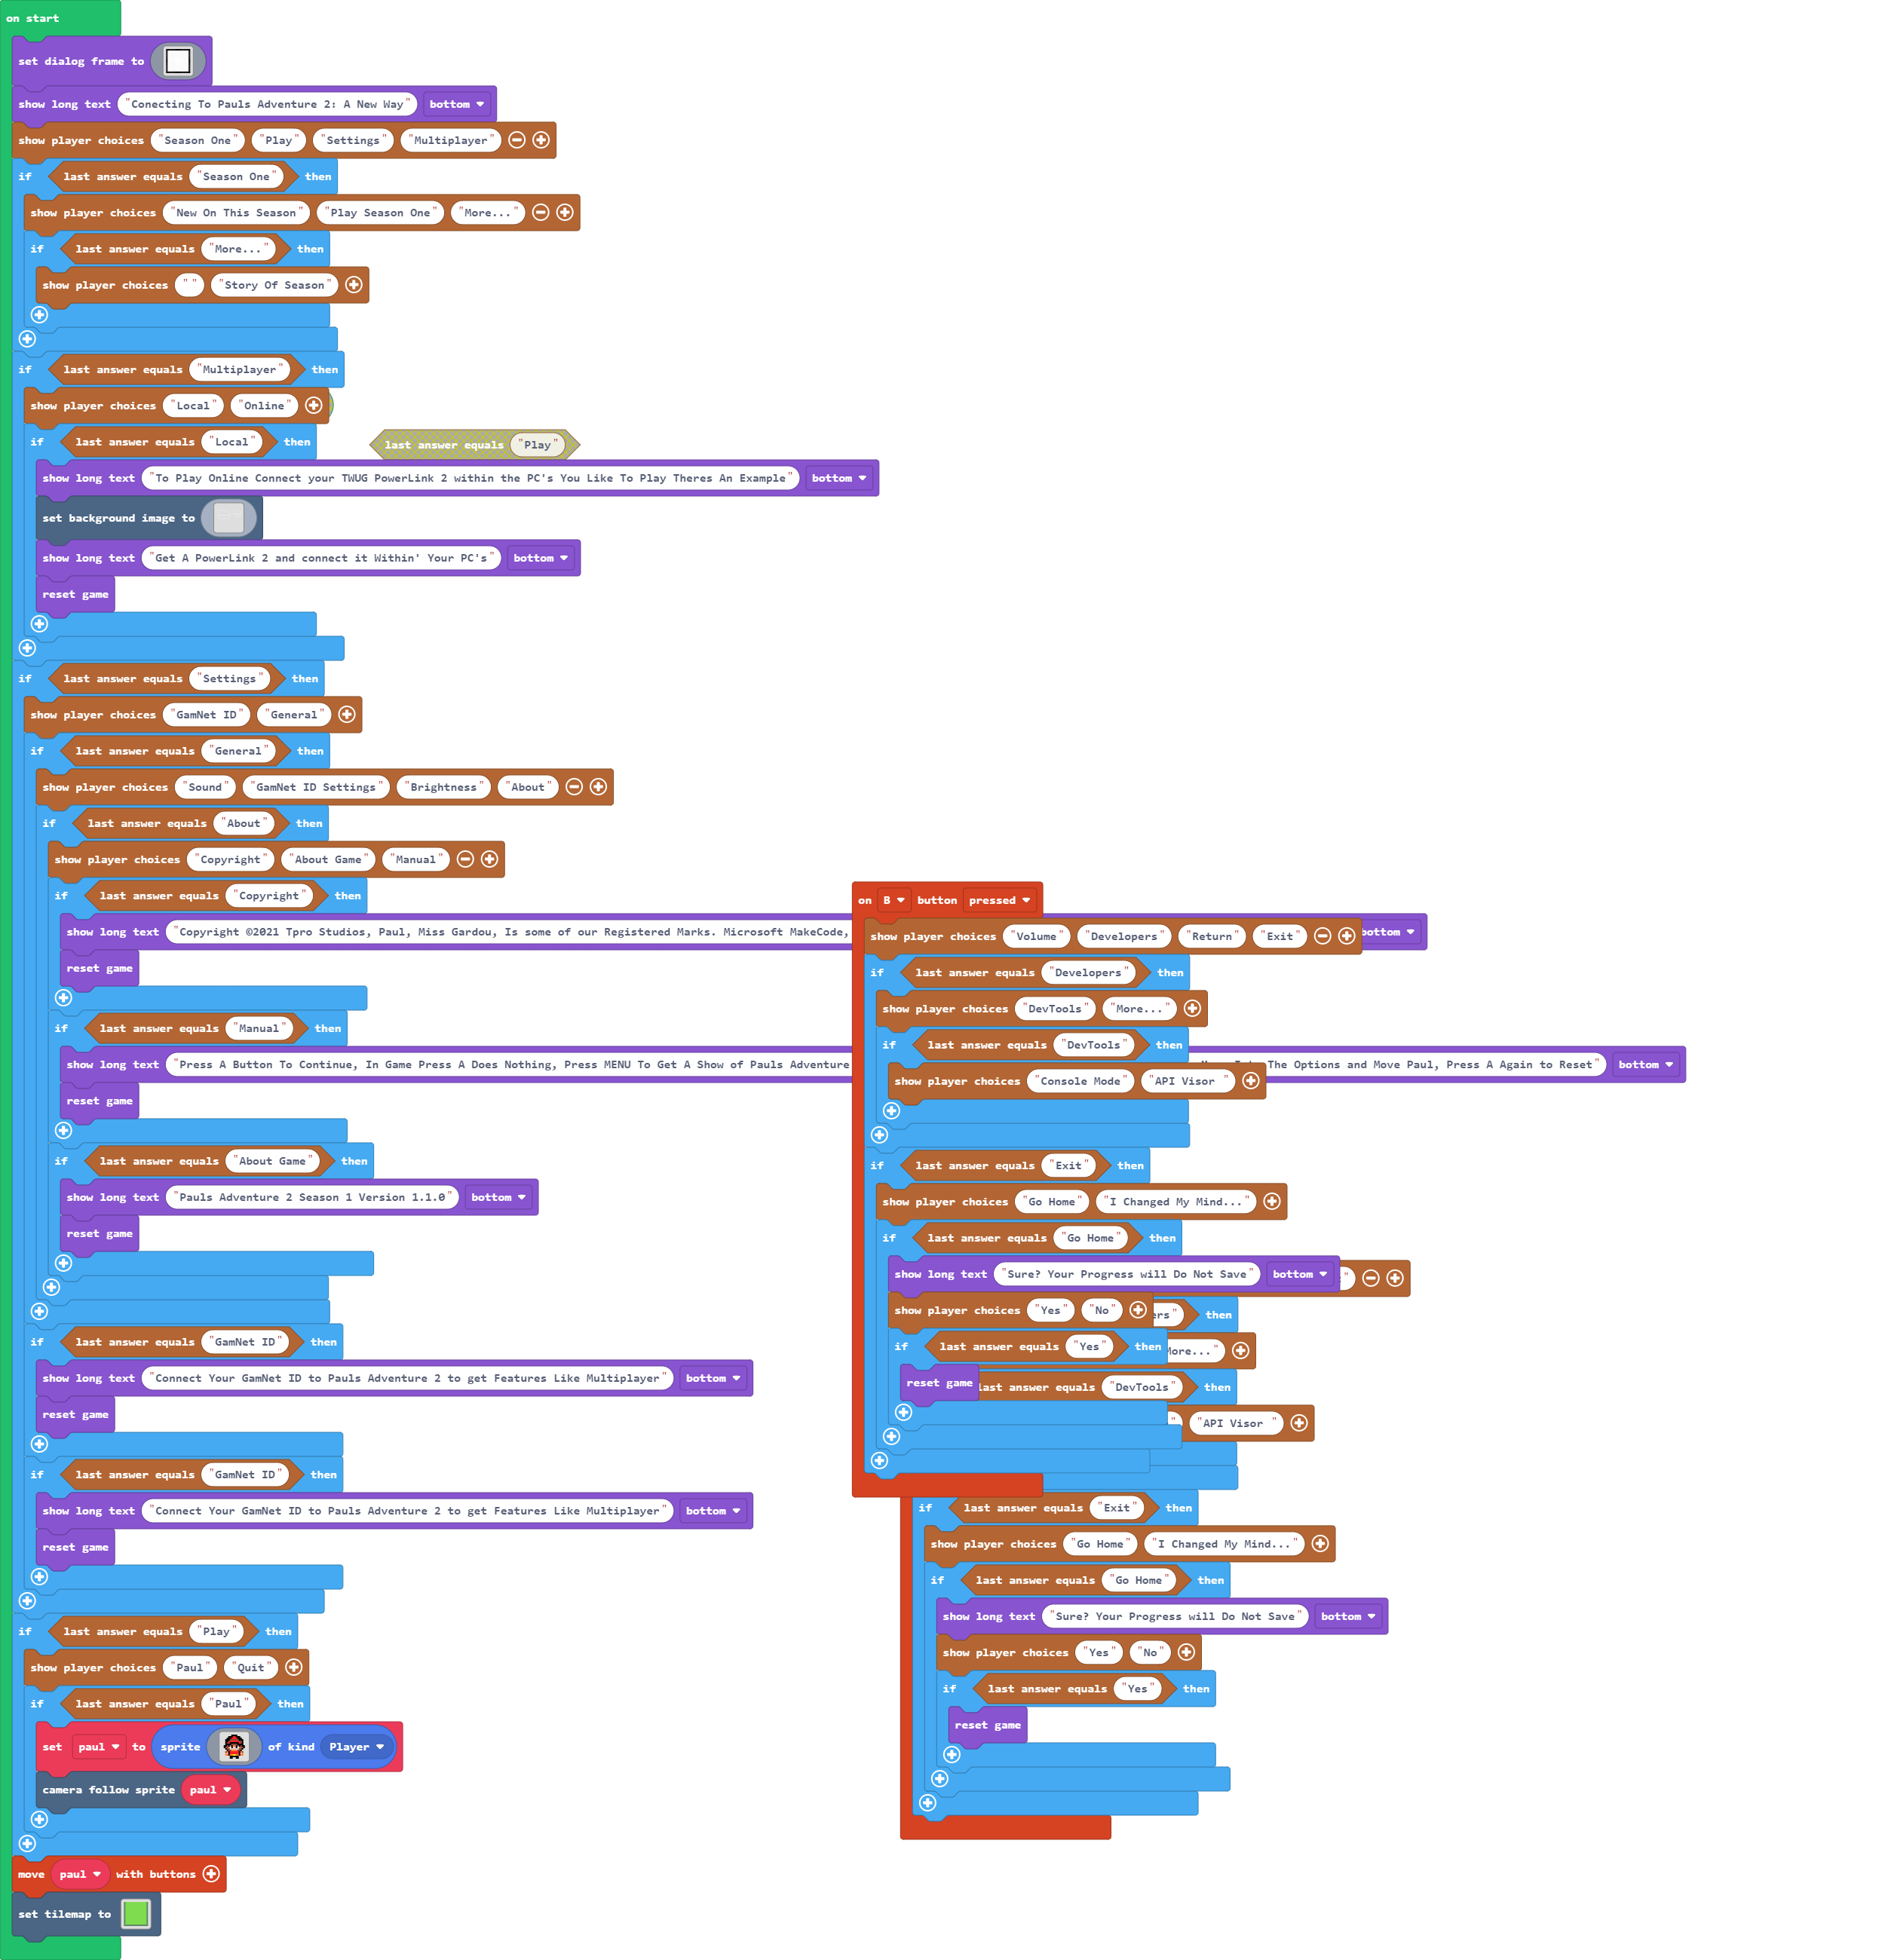 on start
set dialog frame to
show long text "Conecting To Pauls Adventure 2: A New Way" bottom
show player choices "Season One" "Play" "Settings" "Multiplayer"
if last answer equals "Season One" then
show player choices "New On This Season" "Play Season One" "More..."
if last answer equals "More..." then
show player choices " " "Story Of Season"
if last answer equals "Multiplayer" then
show player choices "Local" "Online"
if last answer equals "Local" then
last answer equals "Play"
show long text "To Play Online Connect your TWUG PowerLink 2 within the PC's You Like To Play Theres An Example" bottom
set background image to
show long text "Get A PowerLink 2 and connect it Within' Your PC's" bottom
reset game
if last answer equals "Settings" then
show player choices "GamNet ID" "General"
if last answer equals "General" then
show player choices "Sound" "GamNet ID Settings" "Brightness" "About"
if last answer equals "About" then
show player choices "Copyright" "About Game" "Manual"
if last answer equals "Copyright" then
show long text "Copyright ©2021 Tpro Studios, Paul, Miss Gardou, Is some of our Registered Marks. Microsoft MakeCode, bottom
reset game
if last answer equals "Manual" then
show long text "Press A Button To Continue, In Game Press A Does Nothing, Press MENU To Get A Show of Pauls Adventure The Options and Move Paul, Press A Again to Reset" bottom
reset game
if last answer equals "About Game" then
show long text "Pauls Adventure 2 Season 1 Version 1.1.0" bottom
reset game
if last answer equals "GamNet ID" then
show long text "Connect Your GamNet ID to Pauls Adventure 2 to get Features Like Multiplayer" bottom
reset game
if last answer equals "GamNet ID" then
show long text "Connect Your GamNet ID to Pauls Adventure 2 to get Features Like Multiplayer" bottom
reset game
if last answer equals "Play" then
show player choices "Paul" "Quit"
if last answer equals "Paul" then
set paul to sprite of kind Player
camera follow sprite paul
move paul with buttons
set tilemap to
on B button pressed
show player choices "Volume" "Developers" "Return" "Exit"
if last answer equals "Developers" then
show player choices "DevTools" "More..."
if last answer equals "DevTools" then
show player choices "Console Mode" "API Visor "
if last answer equals "Exit" then
show player choices "Go Home" "I Changed My Mind..."
if last answer equals "Go Home" then
show long text "Sure? Your Progress will Do Not Save" bottom
show player choices "Yes" "No"
if last answer equals "Yes" then
reset game
then
More..."
last answer equals "DevTools" then
"API Visor "
if last answer equals "Exit" then
show player choices "Go Home" "I Changed My Mind..."
if last answer equals "Go Home" then
show long text "Sure? Your Progress will Do Not Save" bottom
show player choices "Yes" "No"
if last answer equals "Yes" then
reset game